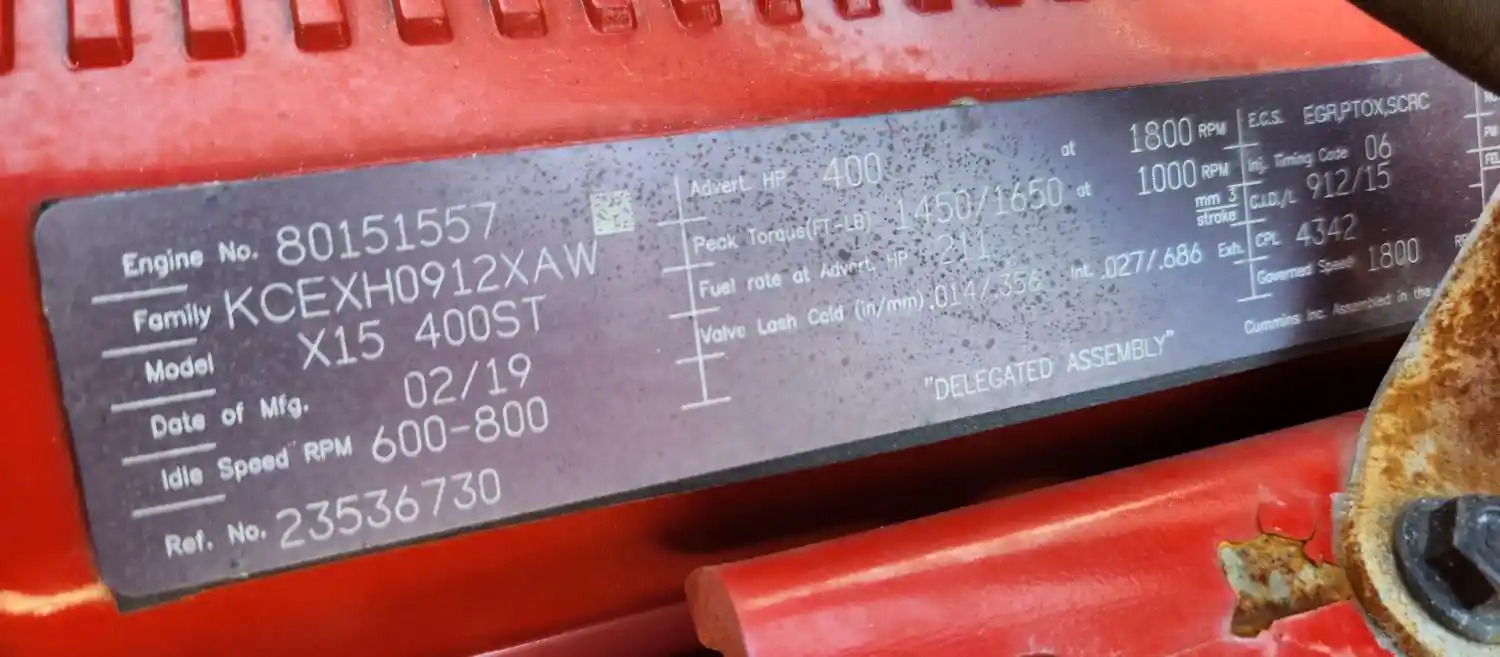 Engine No. 80151557
Family KCEXH0912XAW
Model X15 400ST
Date of Mfg. 02/19
Idle Speed RPM 600-800
Ref. No. 23536730
Advert. HP 400 at 1800 RPM
Peak Torque(FT-LB) 1450/1650 at 1000 RPM
Fuel rate at Advert. HP 211 mm 3 stroke
Valve Lash Cold (in/mm) .014/.356 Int. .027/.686 Exh.
"DELEGATED ASSEMBLY"
E.C.S. EGR,PTOX,SCRC
Inj. Timing Code 06
C.I.D./L 912/15
CPL 4342
Governed Speed 1800
Cummins Inc. Assembled in the